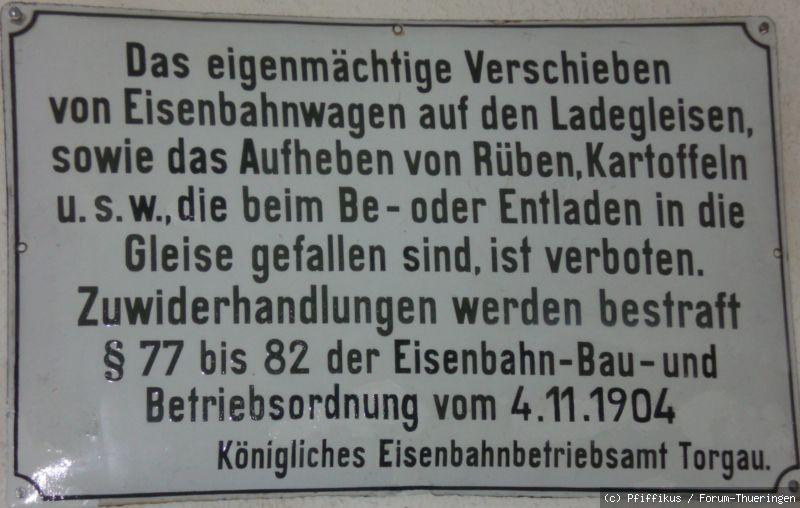 Das eigenmächtige Verschieben
von Eisenbahnwagen auf den Ladegleisen,
sowie das Aufheben von Rüben, Kartoffeln
u. s. w., die beim Be- oder Entladen in die
Gleise gefallen sind, ist verboten.
Zuwiderhandlungen werden bestraft
§ 77 bis 82 der Eisenbahn-Bau- und
Betriebsordnung vom 4.11.1904
Königliches Eisenbahnbetriebsamt Torgau.
(c) Pfiffikus / Forum-Thueringen